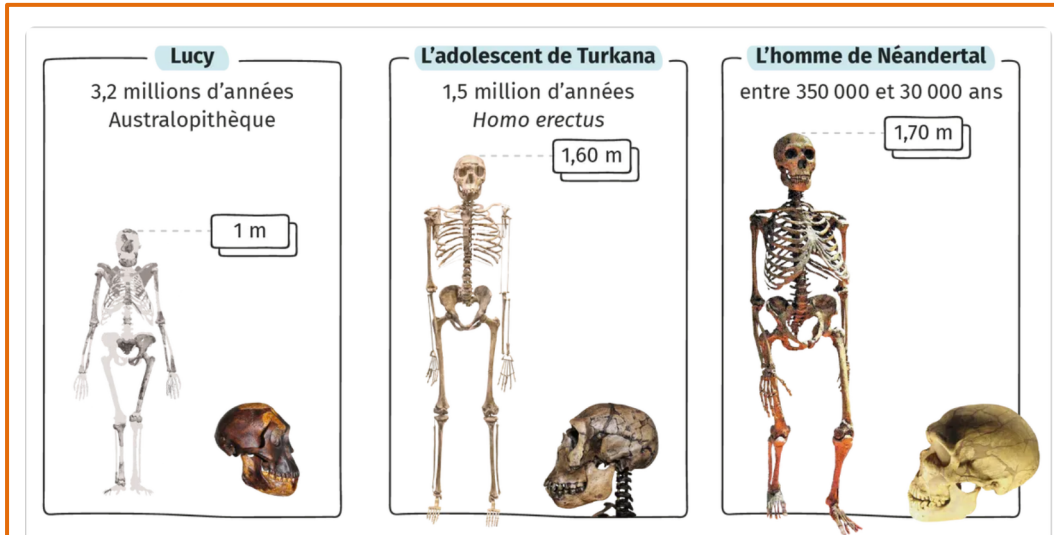 Lucy
3,2 millions d’années
Australopithèque
1 m
L’adolescent de Turkana
1,5 million d’années
Homo erectus
1,60 m
L’homme de Néandertal
entre 350 000 et 30 000 ans
1,70 m